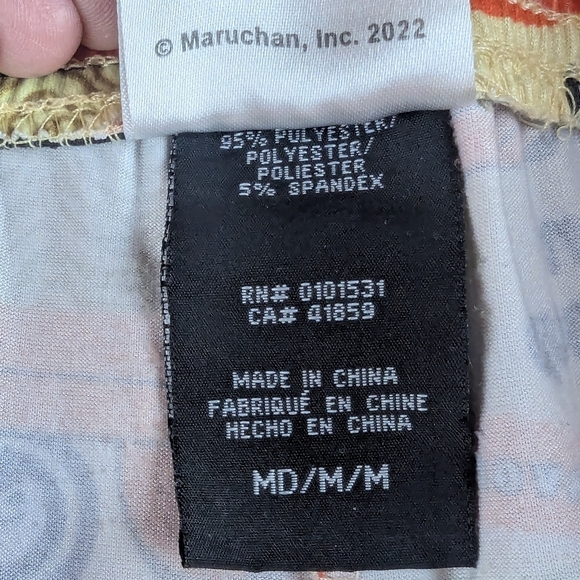 © Maruchan, Inc. 2022
95% POLYESTER/
POLYESTER/
POLIESTER
5% SPANDEX
RN# 0101531
CA# 41859
MADE IN CHINA
FABRIQUÉ EN CHINE
HECHO EN CHINA
MD/M/M